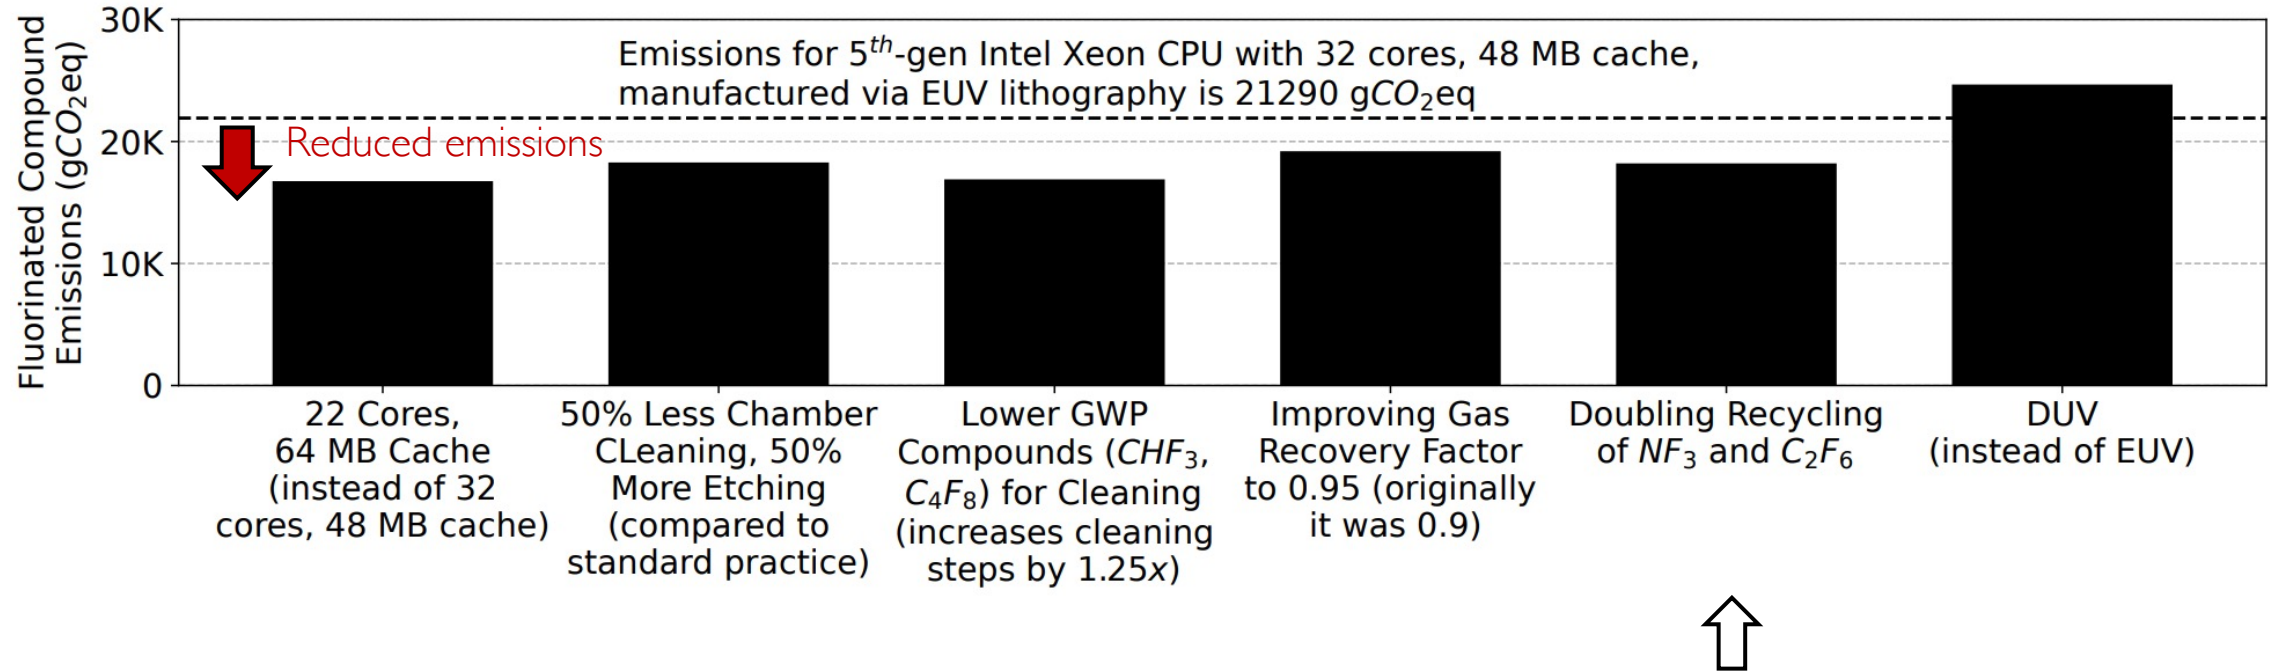 Fluorinated Compound
Emissions (gCO₂eq)
30K
20K
10K
0
Emissions for 5ᵗʰ-gen Intel Xeon CPU with 32 cores, 48 MB cache,
manufactured via EUV lithography is 21290 gCO₂eq
Reduced emissions
22 Cores,
64 MB Cache
(instead of 32
cores, 48 MB cache)
50% Less Chamber
CLeaning, 50%
More Etching
(compared to
standard practice)
Lower GWP
Compounds (CHF₃,
C₄F₈) for Cleaning
(increases cleaning
steps by 1.25x)
Improving Gas
Recovery Factor
to 0.95 (originally
it was 0.9)
Doubling Recycling
of NF₃ and C₂F₆
DUV
(instead of EUV)